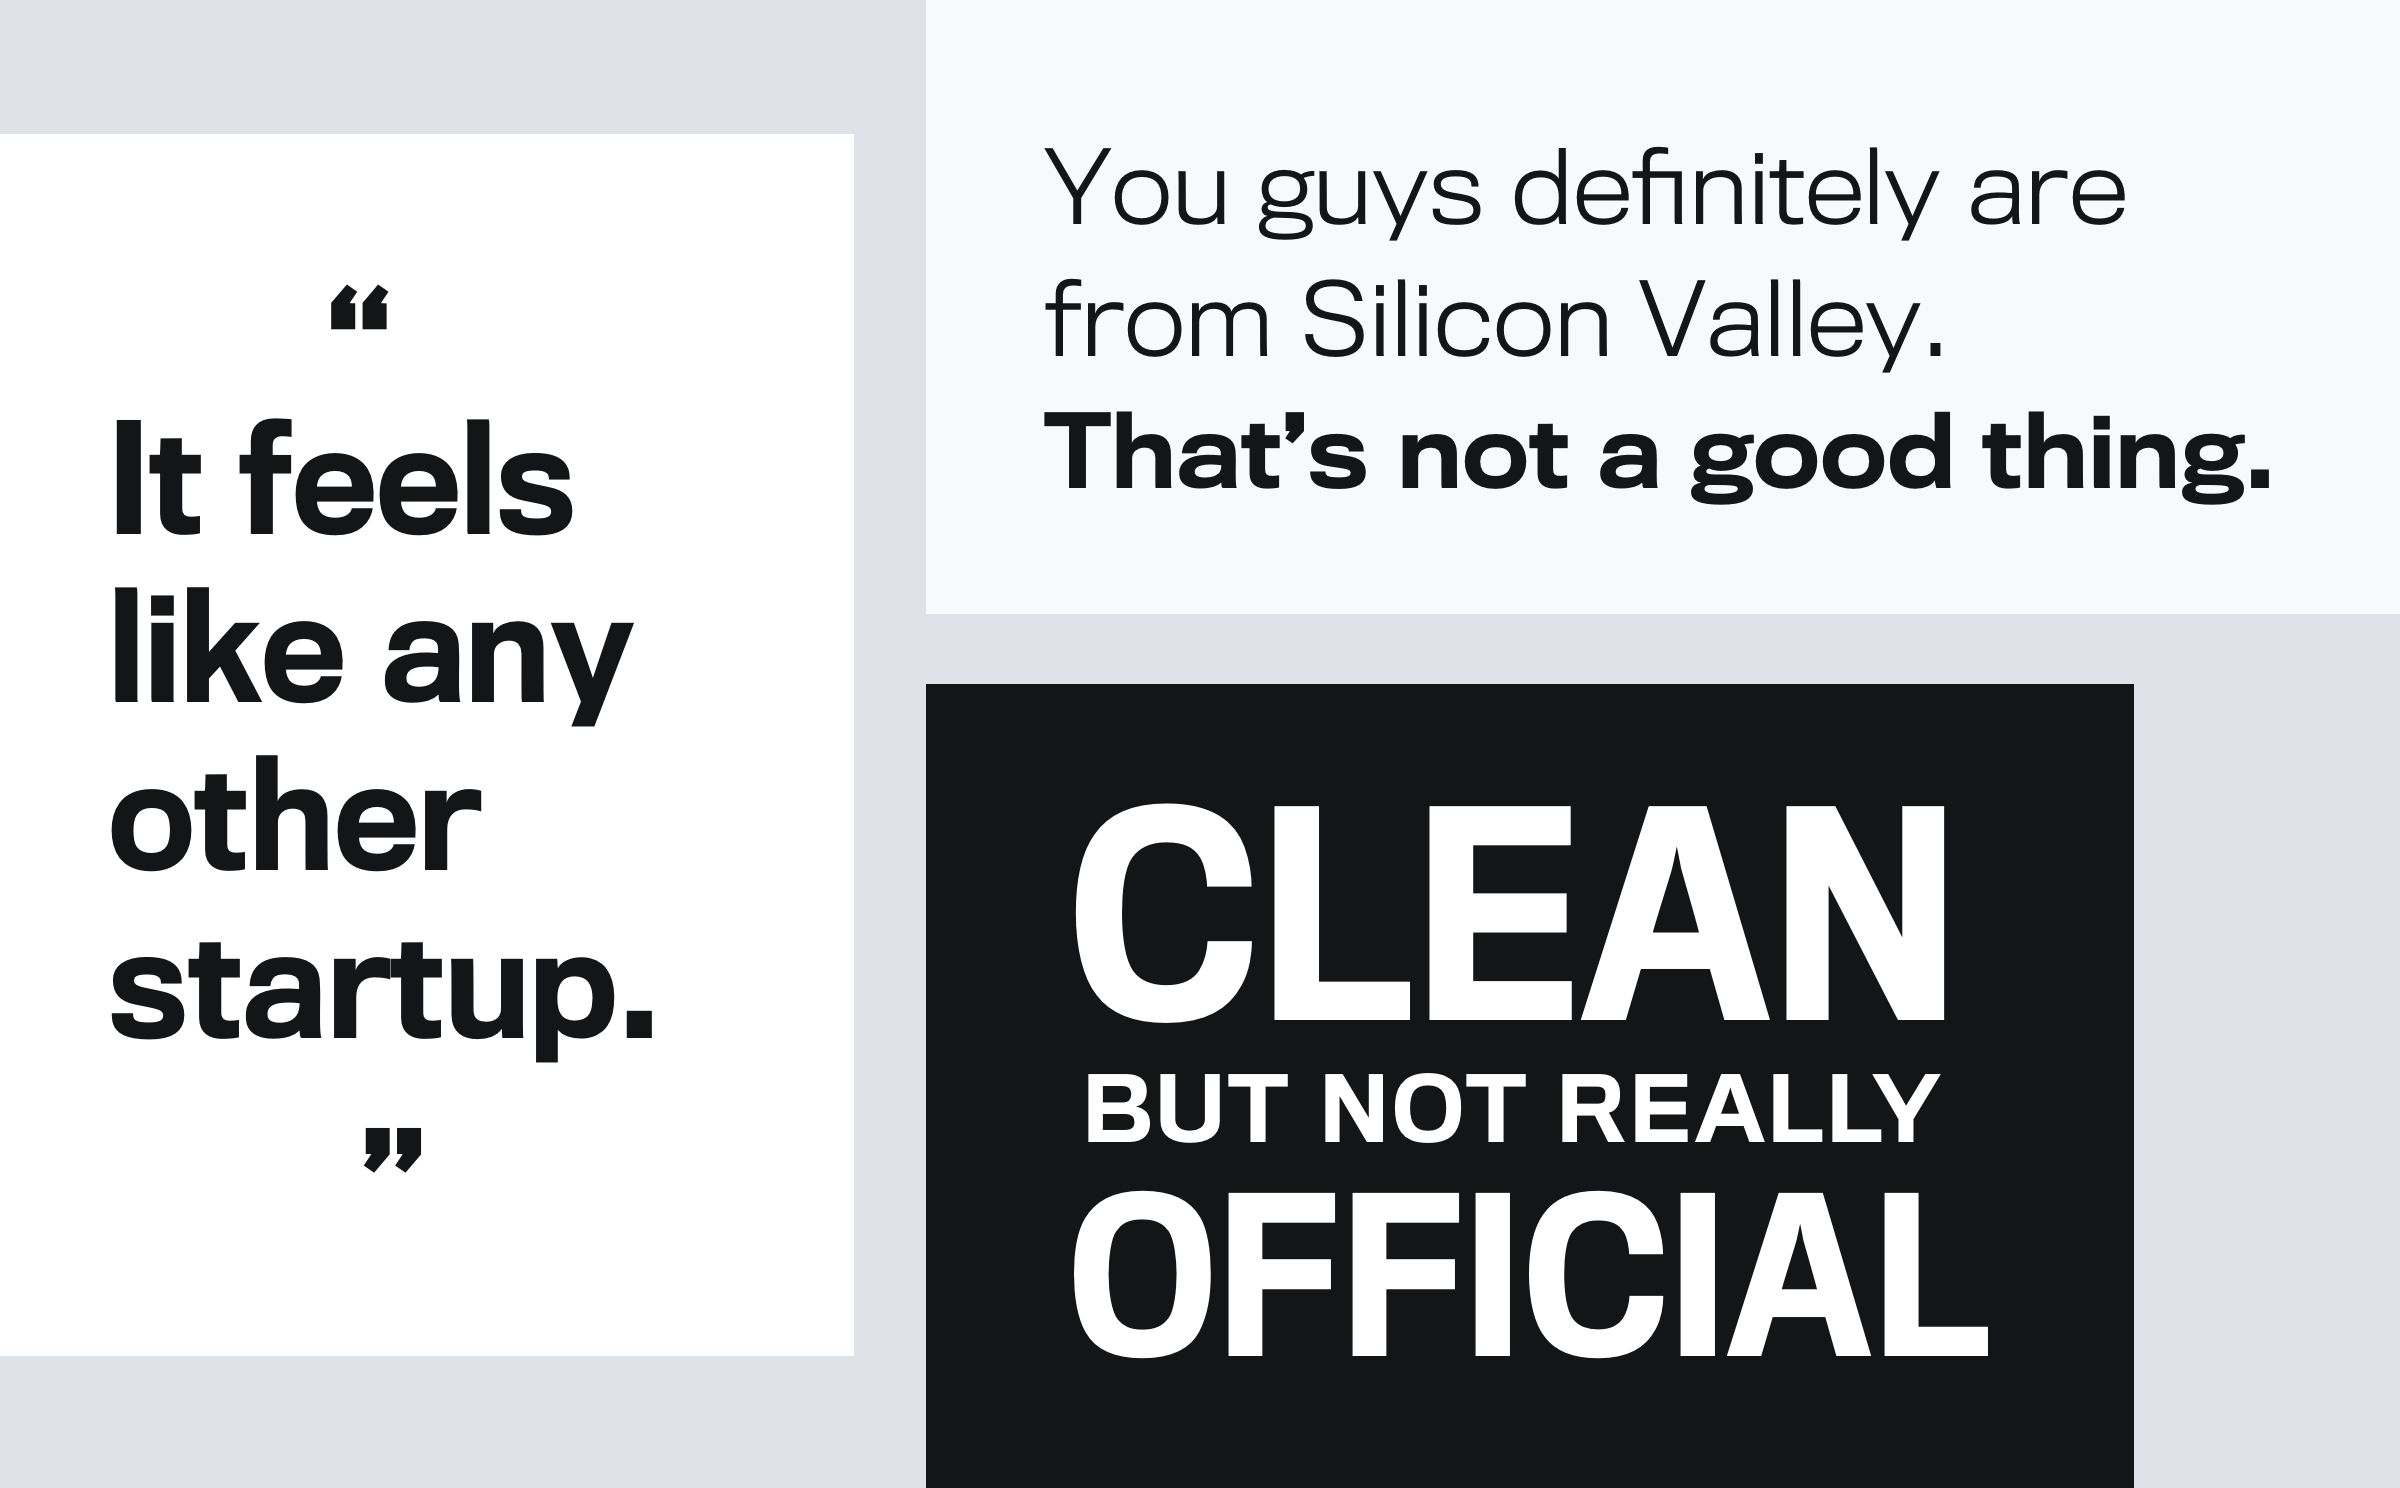 “
It feels
like any
other
startup.
”
You guys definitely are
from Silicon Valley.
That’s not a good thing.
CLEAN
BUT NOT REALLY
OFFICIAL